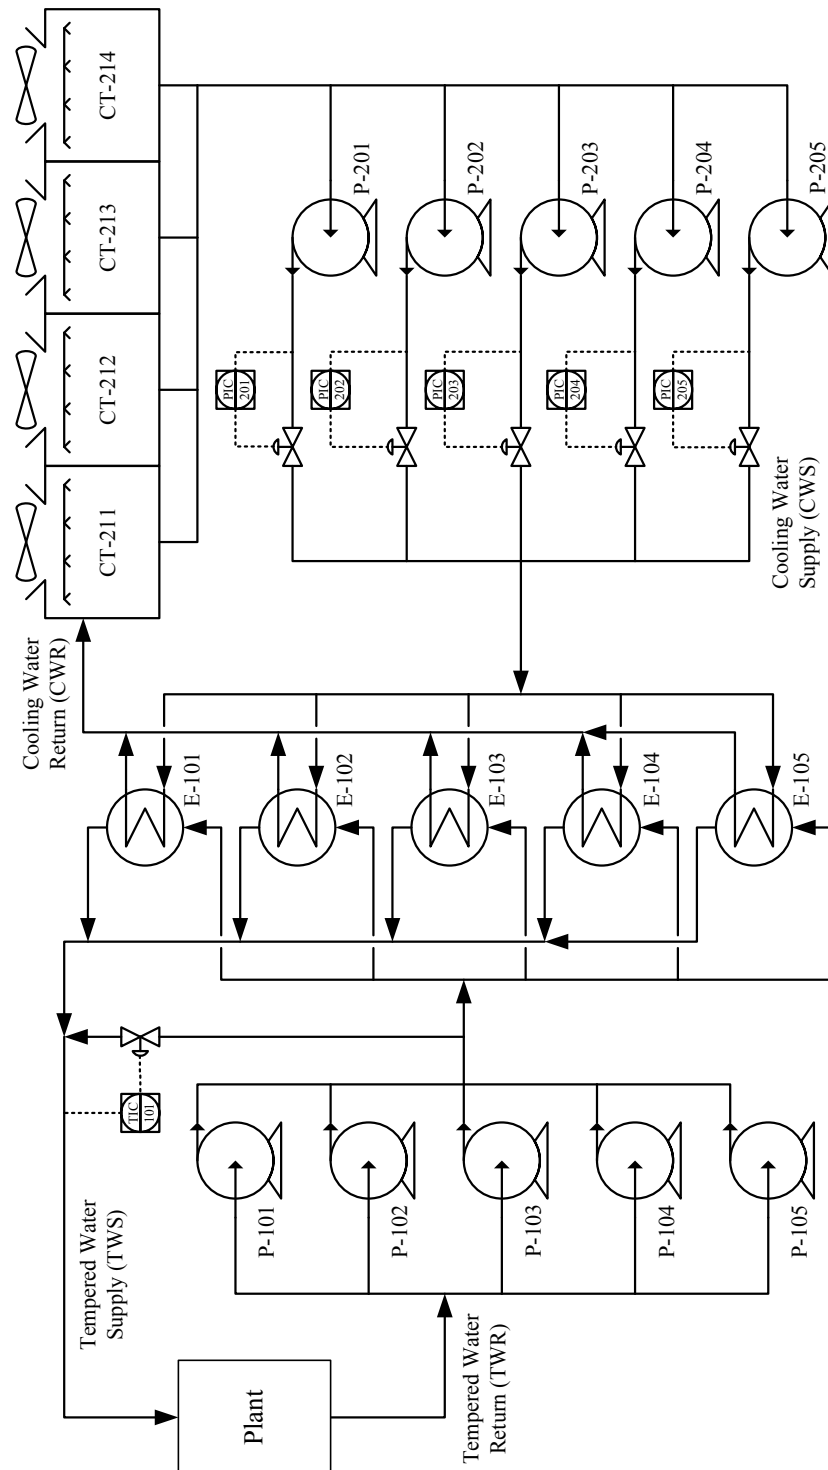 CT-211
CT-212
CT-213
CT-214
P-201
P-202
P-203
P-204
P-205
PIC
201
PIC
202
PIC
203
PIC
204
PIC
205
Cooling Water
Supply (CWS)
Cooling Water
Return (CWR)
E-101
E-102
E-103
E-104
E-105
TIC
101
Tempered Water
Supply (TWS)
P-101
P-102
P-103
P-104
P-105
Plant
Tempered Water
Return (TWR)